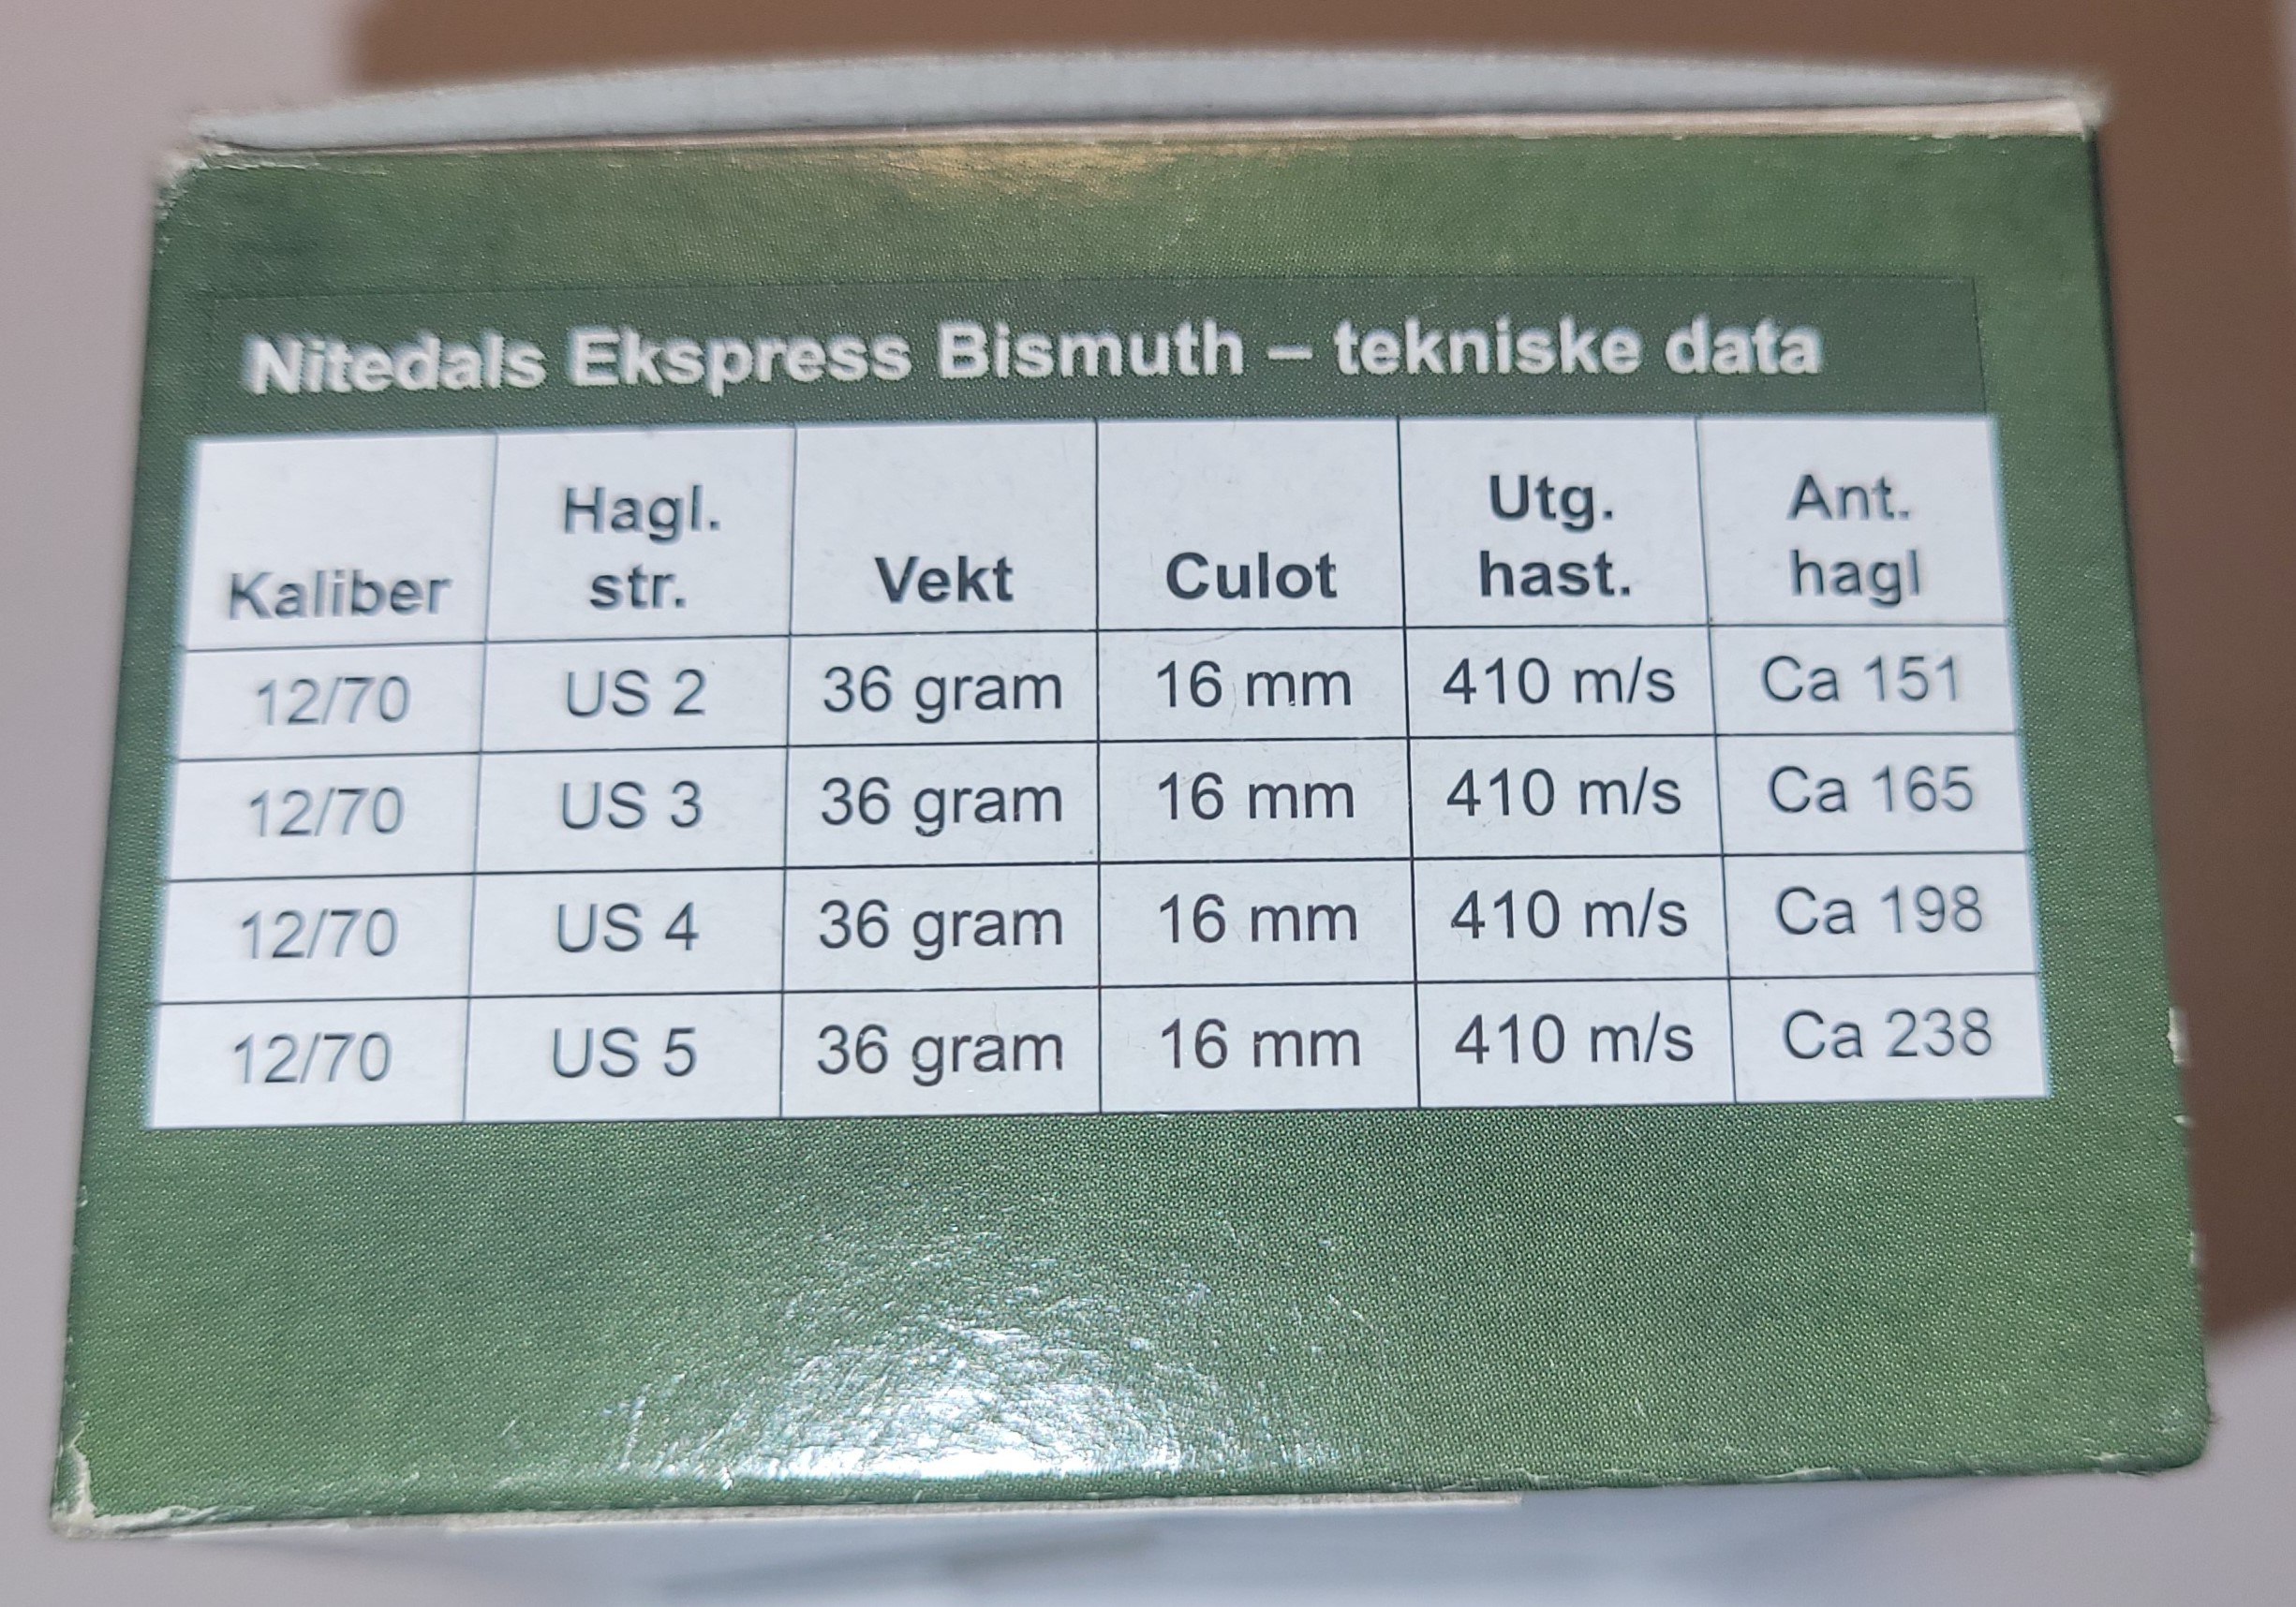 Nitedals Ekspress Bismuth – tekniske data
Kaliber Hagl. str. Vekt Culot Utg. hast. Ant. hagl
12/70 US 2 36 gram 16 mm 410 m/s Ca 151
12/70 US 3 36 gram 16 mm 410 m/s Ca 165
12/70 US 4 36 gram 16 mm 410 m/s Ca 198
12/70 US 5 36 gram 16 mm 410 m/s Ca 238